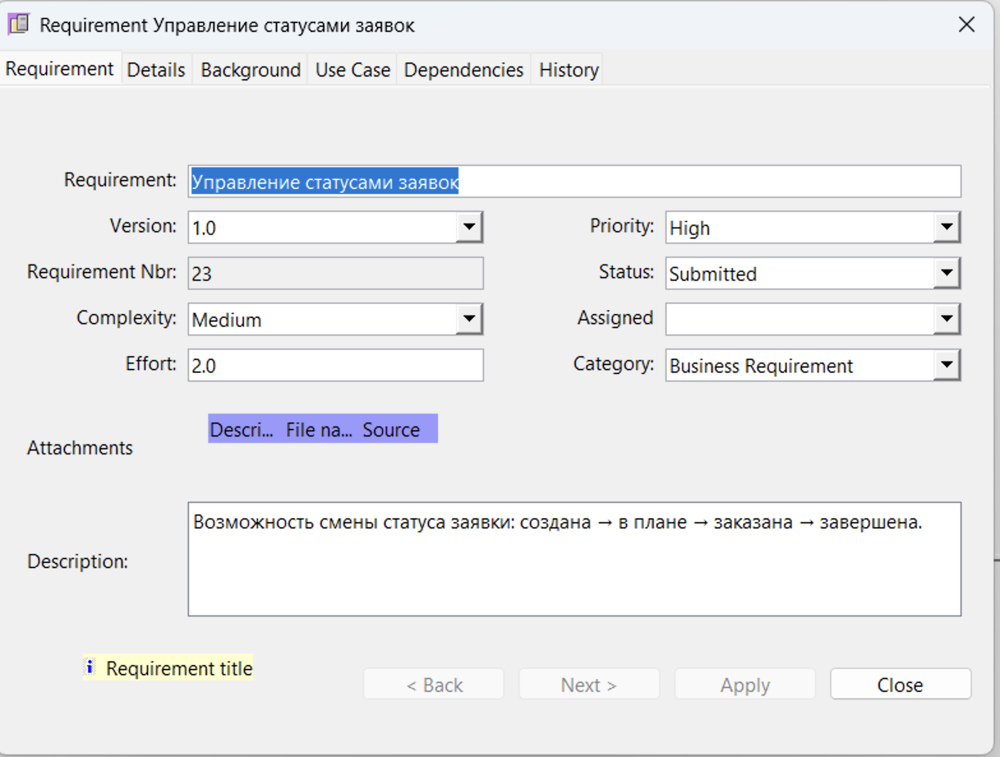 Requirement Управление статусами заявок
Requirement Details Background Use Case Dependencies History
Requirement: Управление статусами заявок
Version: 1.0 Priority: High
Requirement Nbr: 23 Status: Submitted
Complexity: Medium Assigned
Effort: 2.0 Category: Business Requirement
Descri... File na... Source
Attachments
Возможность смены статуса заявки: создана → в плане → заказана → завершена.
Description:
i Requirement title
< Back Next > Apply Close